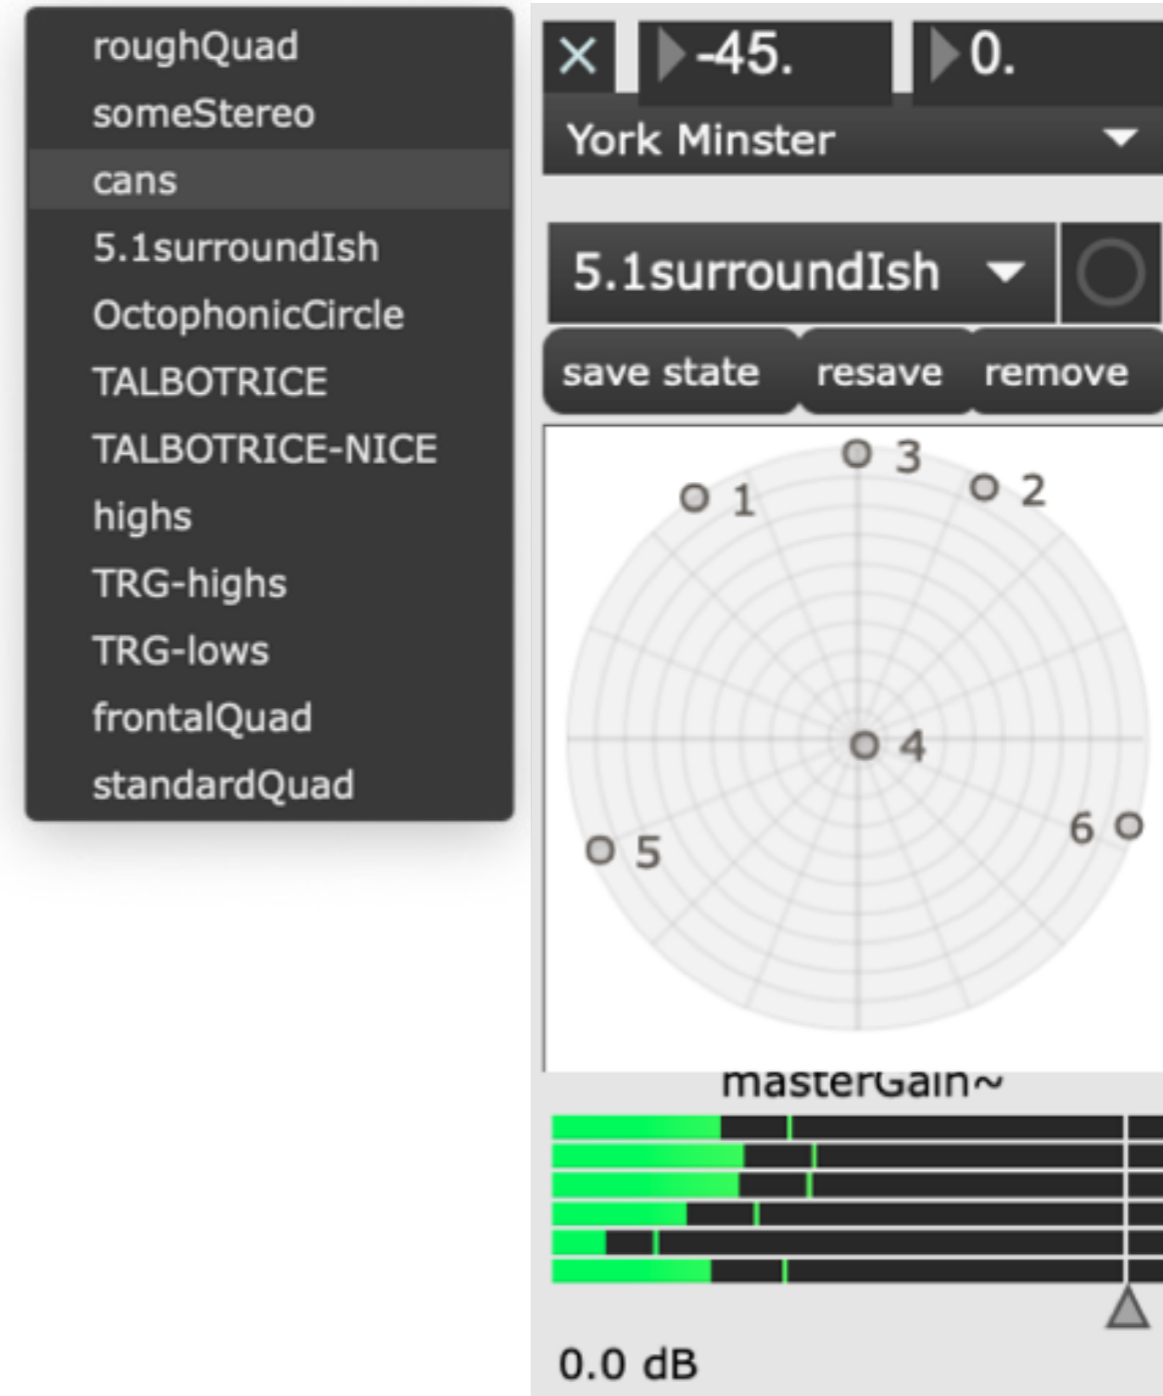 roughQuad
someStereo
cans
5.1surroundIsh
OctophonicCircle
TALBOTRICE
TALBOTRICE-NICE
highs
TRG-highs
TRG-lows
frontalQuad
standardQuad
-45. 0.
York Minster
5.1surroundIsh
save state resave remove
3
1 2
4
6
5
masterGain~
0.0 dB